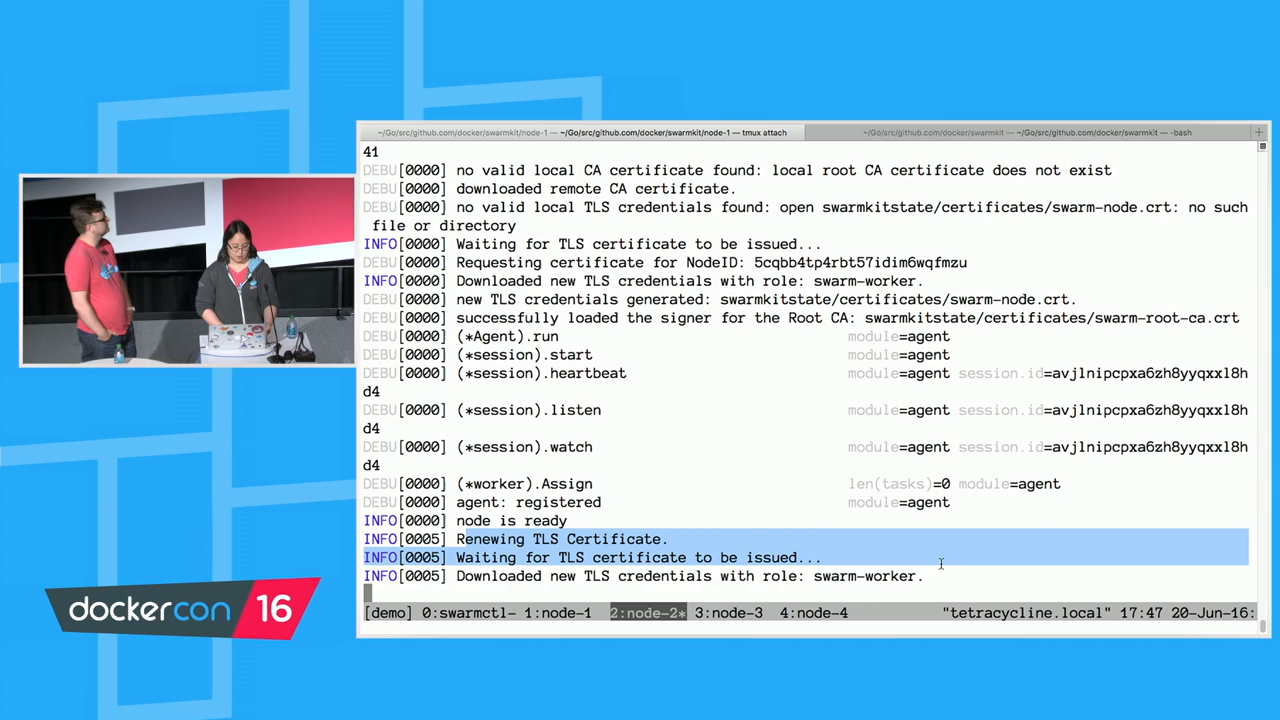 ~/Go/src/github.com/docker/swarmkit/node-1 — ~/Go/src/github.com/docker/swarmkit/node-1 — tmux attach
~/Go/src/github.com/docker/swarmkit — ~/Go/src/github.com/docker/swarmkit — -bash
+
41
DEBU[0000] no valid local CA certificate found: local root CA certificate does not exist
DEBU[0000] downloaded remote CA certificate.
DEBU[0000] no valid local TLS credentials found: open swarmkitstate/certificates/swarm-node.crt: no such
file or directory
INFO[0000] Waiting for TLS certificate to be issued...
DEBU[0000] Requesting certificate for NodeID: 5cqbb4tp4rbt57idim6wqfmzu
INFO[0000] Downloaded new TLS credentials with role: swarm-worker.
DEBU[0000] new TLS credentials generated: swarmkitstate/certificates/swarm-node.crt.
DEBU[0000] successfully loaded the signer for the Root CA: swarmkitstate/certificates/swarm-root-ca.crt
DEBU[0000] (*Agent).run module=agent
DEBU[0000] (*session).start module=agent
DEBU[0000] (*session).heartbeat module=agent session.id=avjlnipcpxa6zh8yyqxxl8h
d4
DEBU[0000] (*session).listen module=agent session.id=avjlnipcpxa6zh8yyqxxl8h
d4
DEBU[0000] (*session).watch module=agent session.id=avjlnipcpxa6zh8yyqxxl8h
d4
DEBU[0000] (*worker).Assign len(tasks)=0 module=agent
DEBU[0000] agent: registered module=agent
INFO[0000] node is ready
INFO[0005] Renewing TLS Certificate.
INFO[0005] Waiting for TLS certificate to be issued...
INFO[0005] Downloaded new TLS credentials with role: swarm-worker.
[demo] 0:swarmctl- 1:node-1 2:node-2* 3:node-3 4:node-4 "tetracycline.local" 17:47 20-Jun-16:
dockercon 16